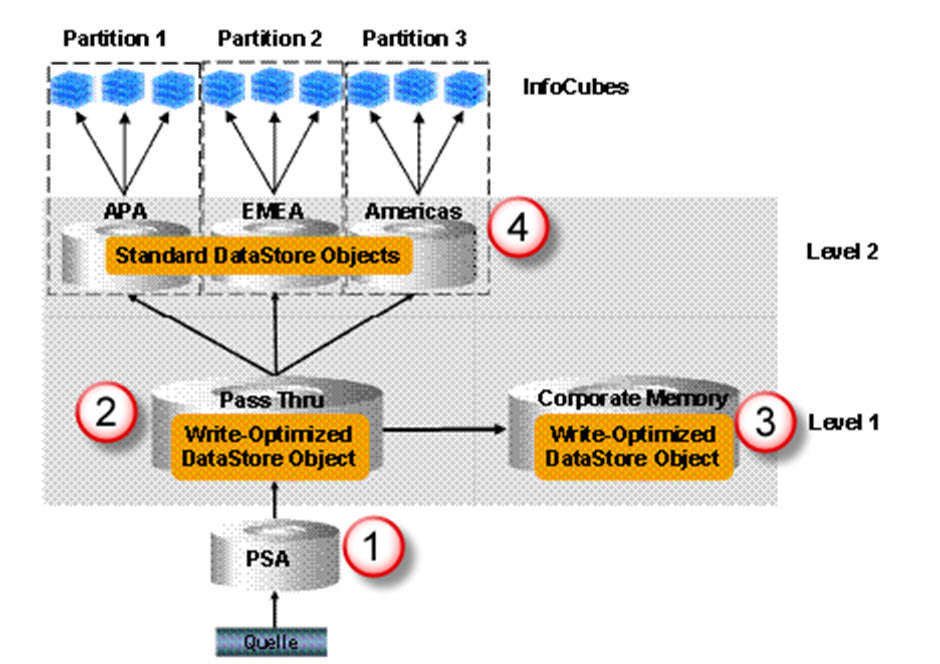 Partition 1 Partition 2 Partition 3
InfoCubes
APA EMEA Americas
4
Standard DataStore Objects
Level 2
2
Pass Thru
Write-Optimized
DataStore Object
Corporate Memory
Write-Optimized
DataStore Object
3
Level 1
PSA
1
Quelle